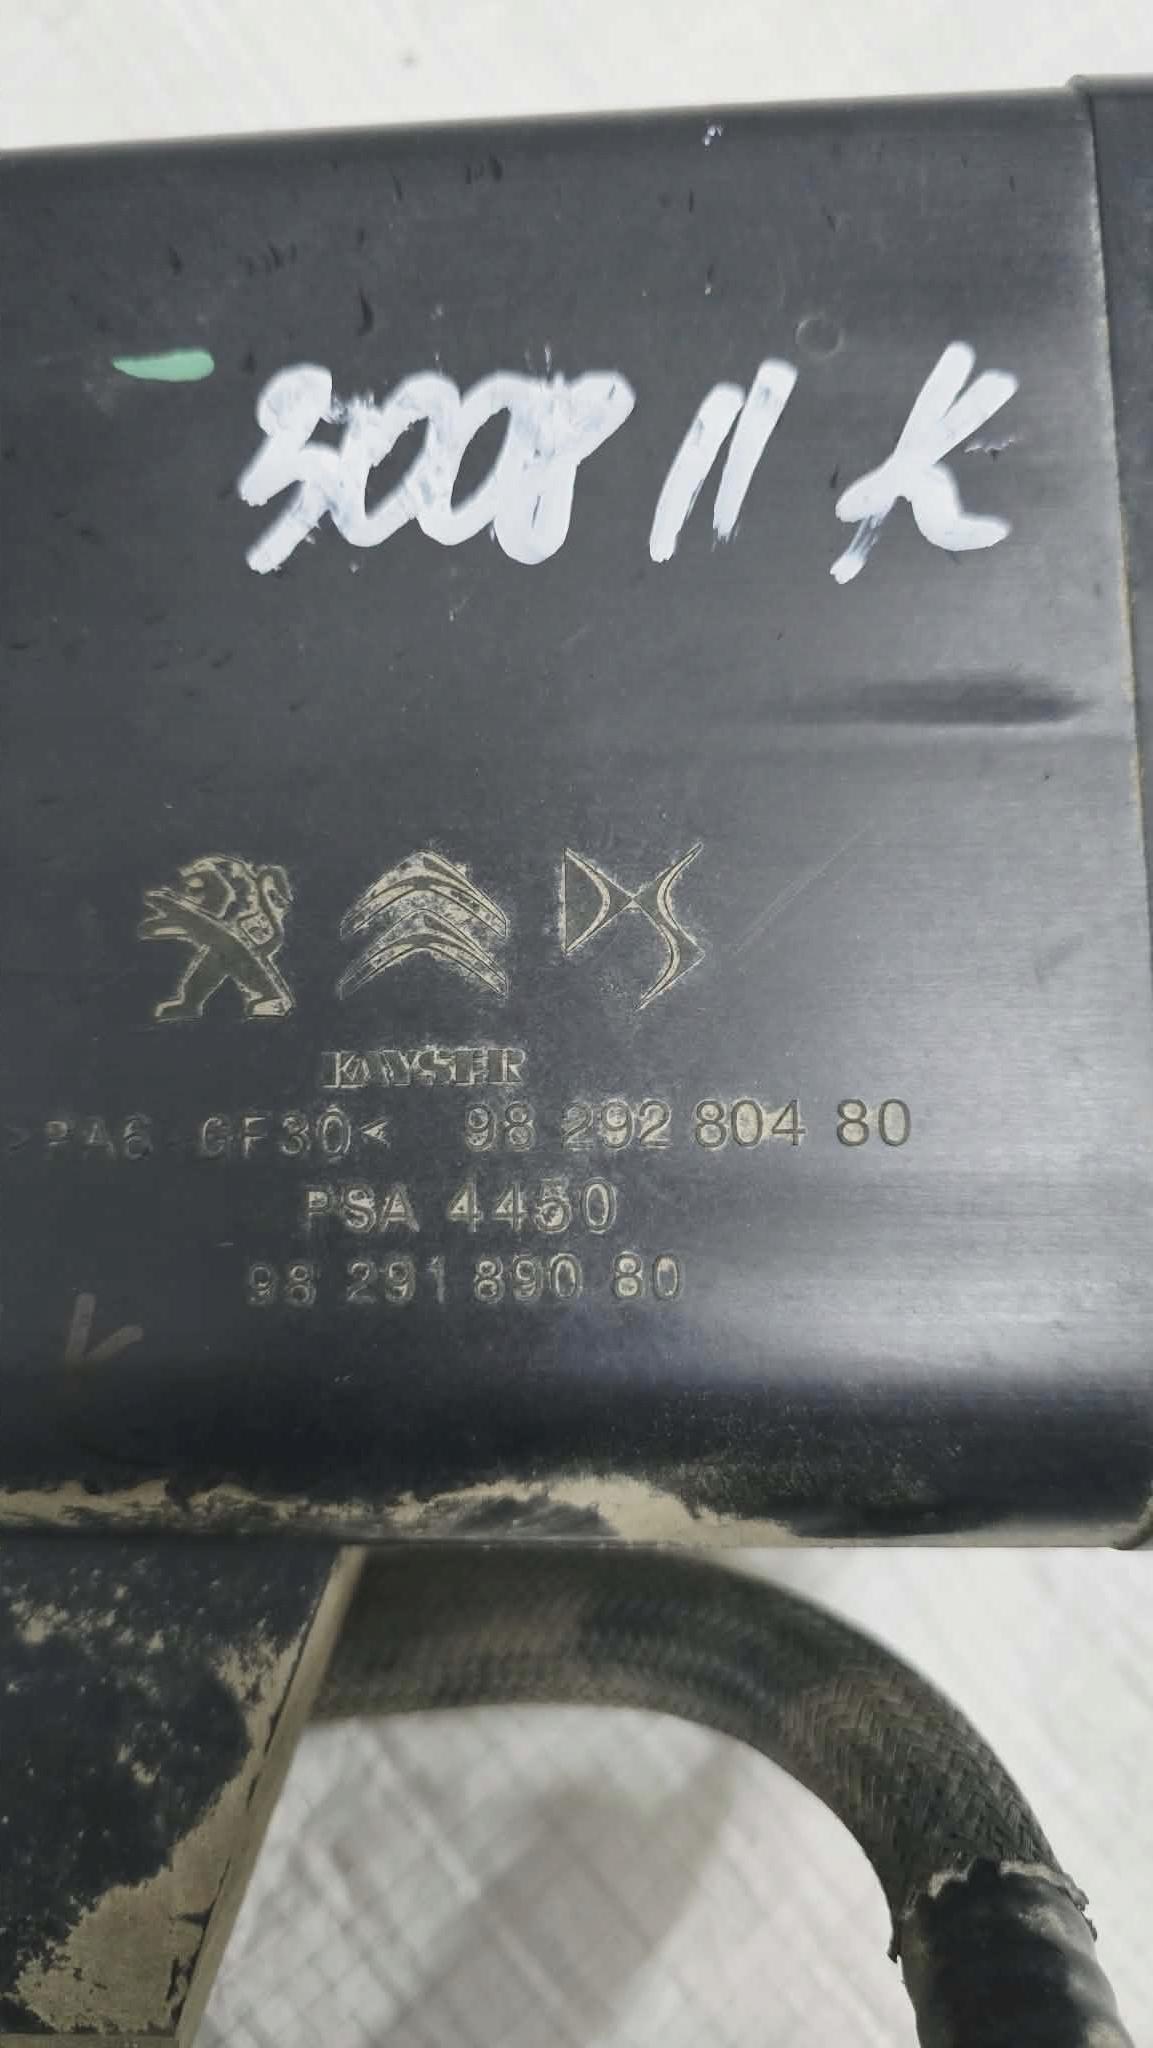 3008 II K
KAYSER
>PA6-GF30< 98 292 804 80
PSA 4450
98 291 890 80